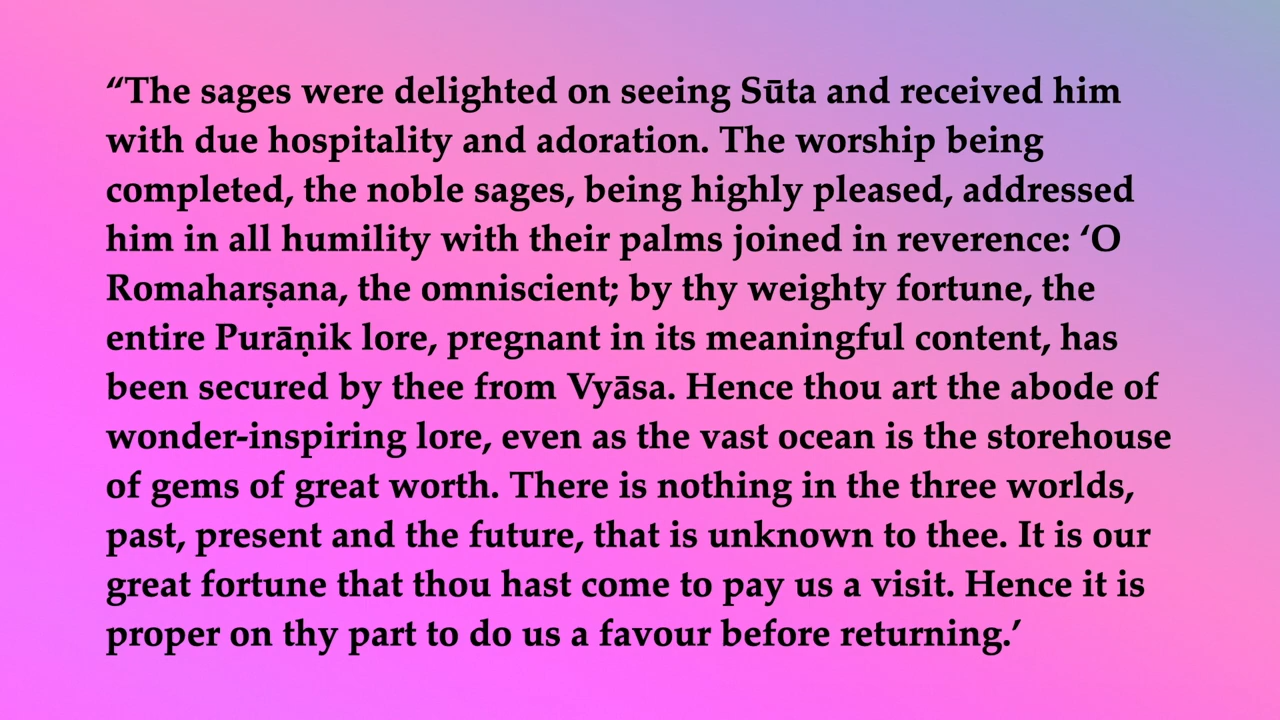 “The sages were delighted on seeing Sūta and received him
with due hospitality and adoration. The worship being
completed, the noble sages, being highly pleased, addressed
him in all humility with their palms joined in reverence: ‘O
Romaharṣana, the omniscient; by thy weighty fortune, the
entire Purāṇik lore, pregnant in its meaningful content, has
been secured by thee from Vyāsa. Hence thou art the abode of
wonder-inspiring lore, even as the vast ocean is the storehouse
of gems of great worth. There is nothing in the three worlds,
past, present and the future, that is unknown to thee. It is our
great fortune that thou hast come to pay us a visit. Hence it is
proper on thy part to do us a favour before returning.’